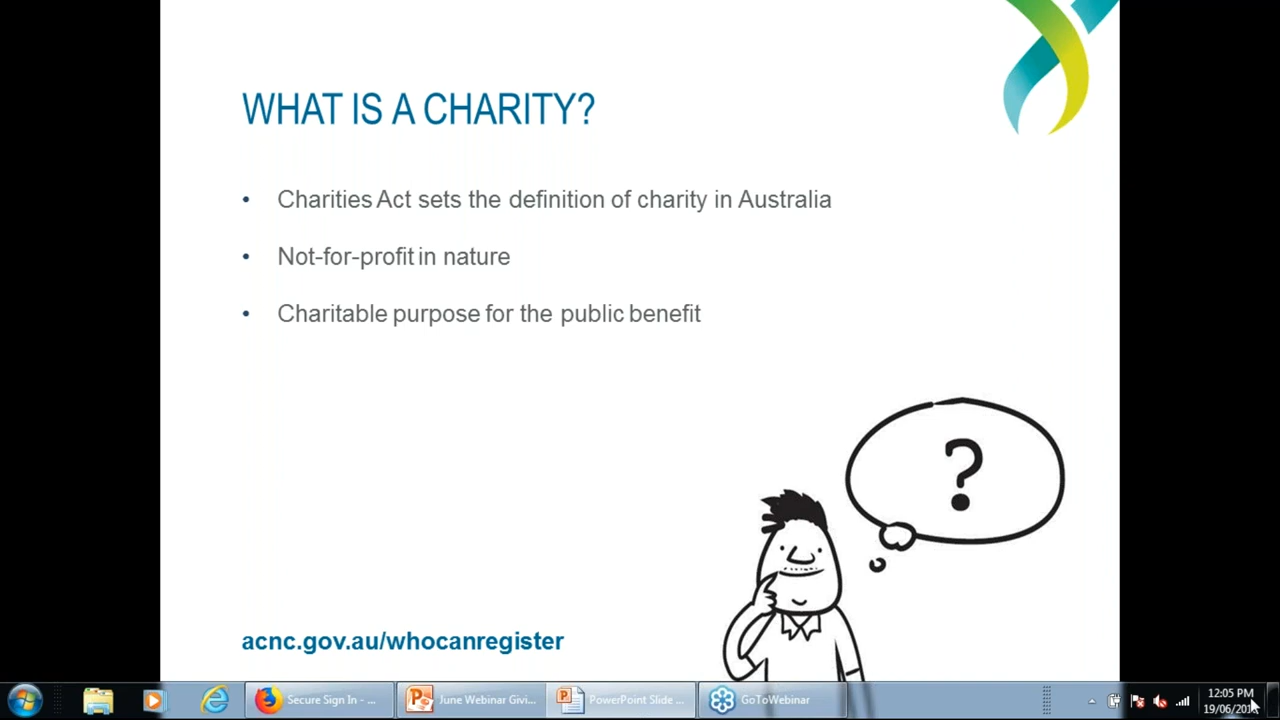 WHAT IS A CHARITY?
• Charities Act sets the definition of charity in Australia
• Not-for-profit in nature
• Charitable purpose for the public benefit
?
acnc.gov.au/whocanregister
Secure Sign In - ...
June Webinar Givi...
PowerPoint Slide ...
GoToWebinar
12:05 PM